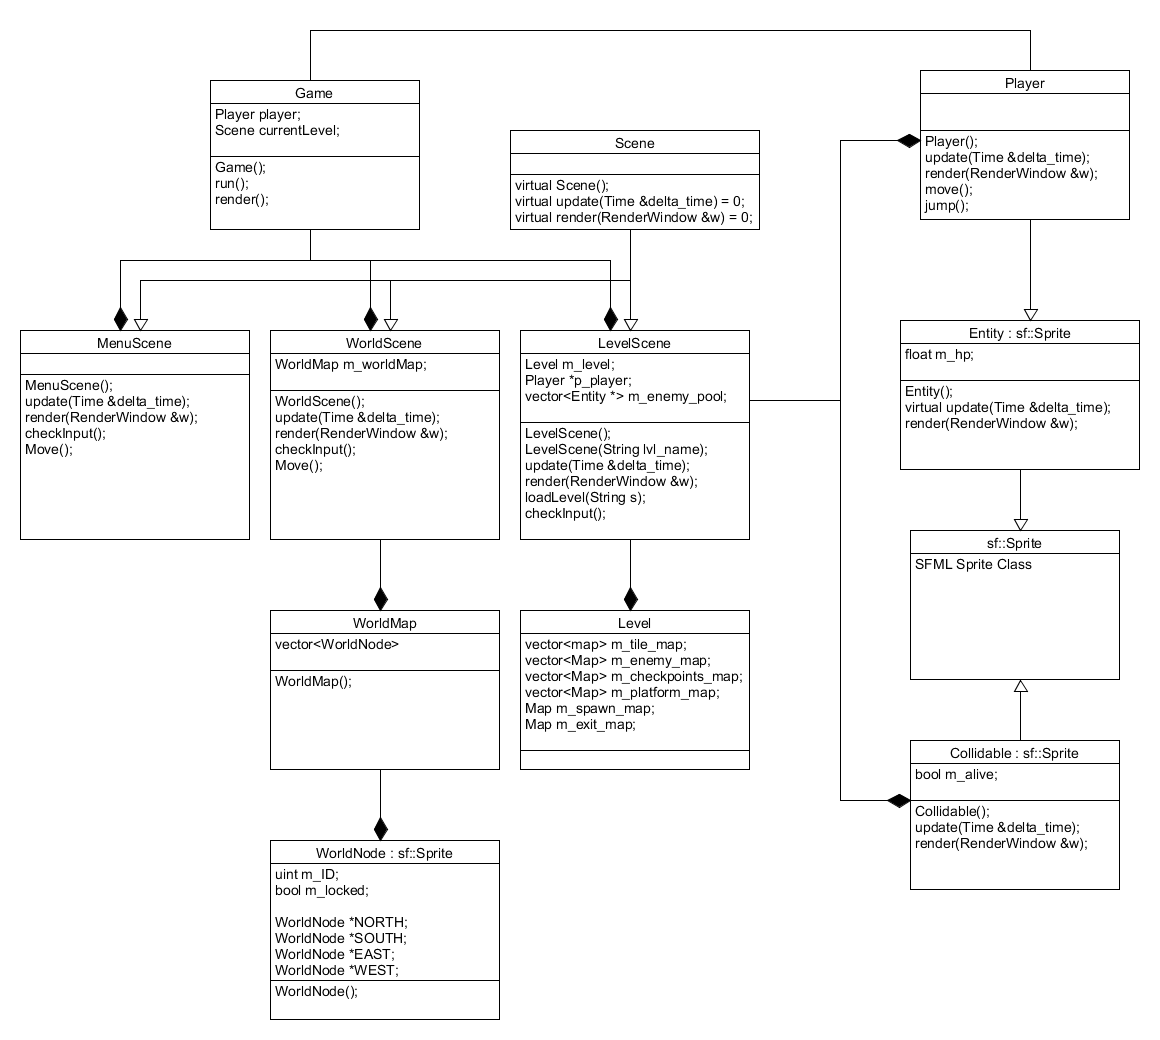 Game
Player player;
Scene currentLevel;
Game();
run();
render();
Scene
virtual Scene();
virtual update(Time &delta_time) = 0;
virtual render(RenderWindow &w) = 0;
Player
Player();
update(Time &delta_time);
render(RenderWindow &w);
move();
jump();
MenuScene
MenuScene();
update(Time &delta_time);
render(RenderWindow &w);
checkInput();
Move();
WorldScene
WorldMap m_worldMap;
WorldScene();
update(Time &delta_time);
render(RenderWindow &w);
checkInput();
Move();
LevelScene
Level m_level;
Player *p_player;
vector<Entity *> m_enemy_pool;
LevelScene();
LevelScene(String lvl_name);
update(Time &delta_time);
render(RenderWindow &w);
loadLevel(String s);
checkInput();
Entity : sf::Sprite
float m_hp;
Entity();
virtual update(Time &delta_time);
render(RenderWindow &w);
sf::Sprite
SFML Sprite Class
WorldMap
vector<WorldNode>
WorldMap();
Level
vector<map> m_tile_map;
vector<Map> m_enemy_map;
vector<Map> m_checkpoints_map;
vector<Map> m_platform_map;
Map m_spawn_map;
Map m_exit_map;
Collidable : sf::Sprite
bool m_alive;
Collidable();
update(Time &delta_time);
render(RenderWindow &w);
WorldNode : sf::Sprite
uint m_ID;
bool m_locked;
WorldNode *NORTH;
WorldNode *SOUTH;
WorldNode *EAST;
WorldNode *WEST;
WorldNode();